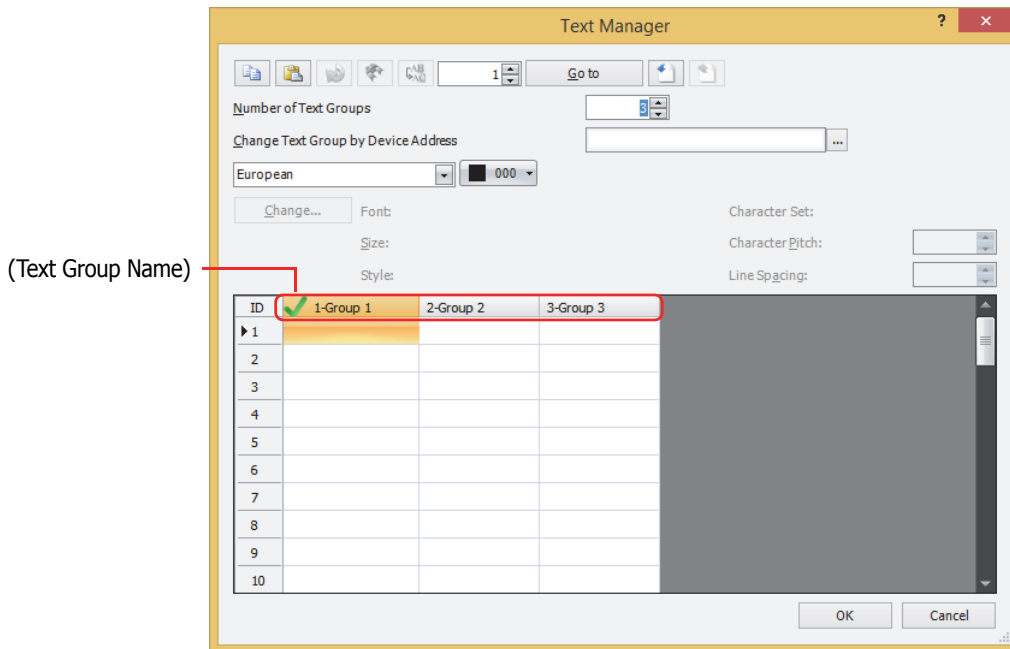 Text Manager
? ×
1 Go to
Number of Text Groups 3
Change Text Group by Device Address ...
European 000
Change... Font: Character Set:
Size: Character Pitch:
(Text Group Name) Style: Line Spacing:
ID 1-Group 1 2-Group 2 3-Group 3
1
2
3
4
5
6
7
8
9
10
OK Cancel